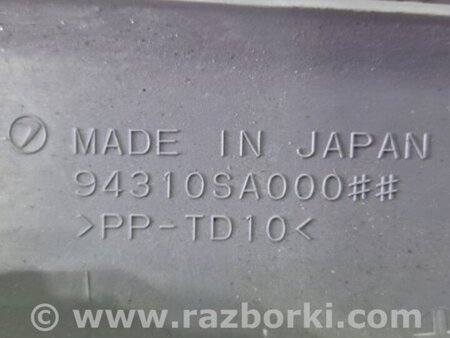 MADE IN JAPAN
94310SA000##
>PP-TD10<
© www.razborki.com